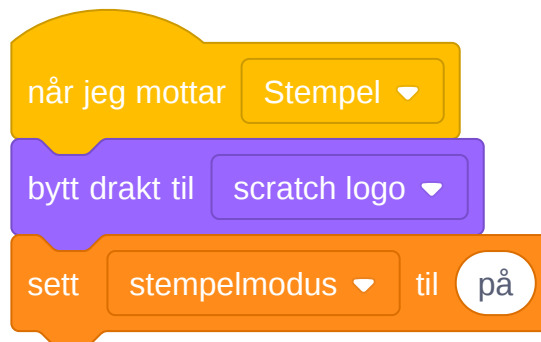 når jeg mottar Stempel
bytt drakt til scratch logo
sett stempelmodus til på